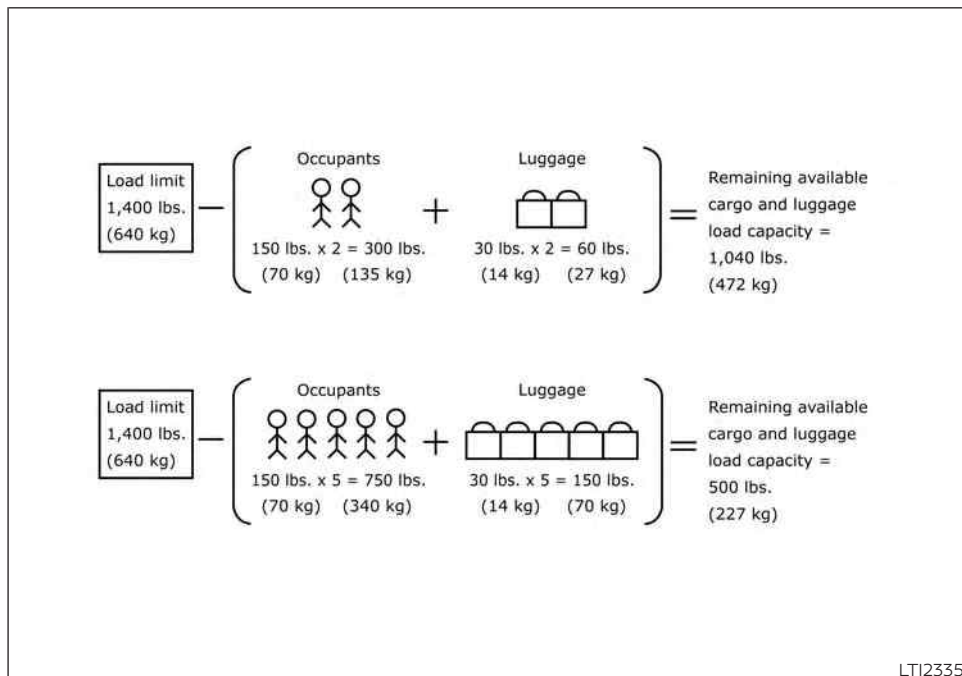 Occupants
Luggage
Load limit
1,400 lbs.
(640 kg)
150 lbs. x 2 = 300 lbs.
(70 kg) (135 kg)
30 lbs. x 2 = 60 lbs.
(14 kg) (27 kg)
Remaining available
cargo and luggage
load capacity =
1,040 lbs.
(472 kg)
Occupants
Luggage
Load limit
1,400 lbs.
(640 kg)
150 lbs. x 5 = 750 lbs.
(70 kg) (340 kg)
30 lbs. x 5 = 150 lbs.
(14 kg) (70 kg)
Remaining available
cargo and luggage
load capacity =
500 lbs.
(227 kg)
LTI2335